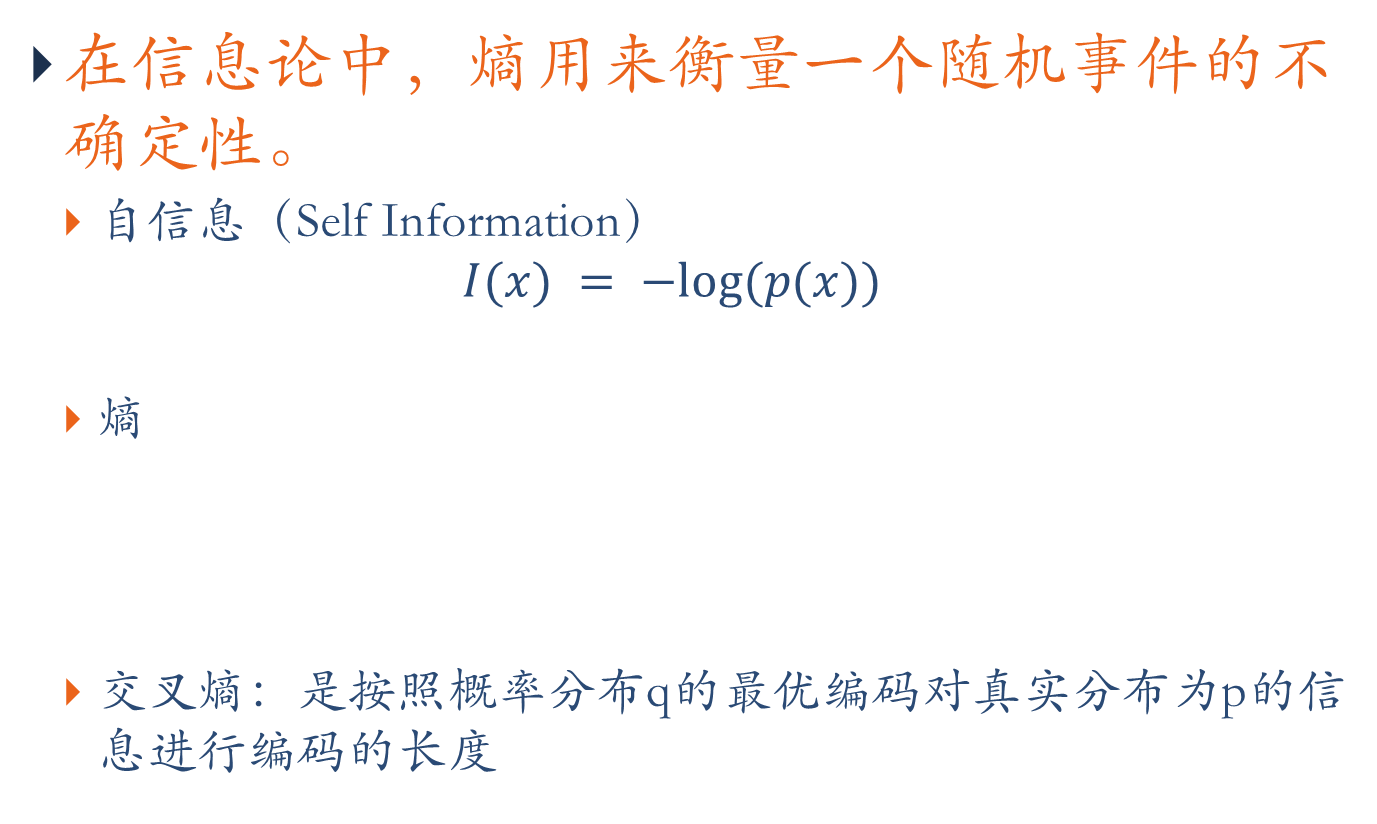 在信息论中，熵用来衡量一个随机事件的不
确定性。
自信息（Self Information）
I(x) = −log(p(x))
熵
交叉熵：是按照概率分布q的最优编码对真实分布为p的信
息进行编码的长度